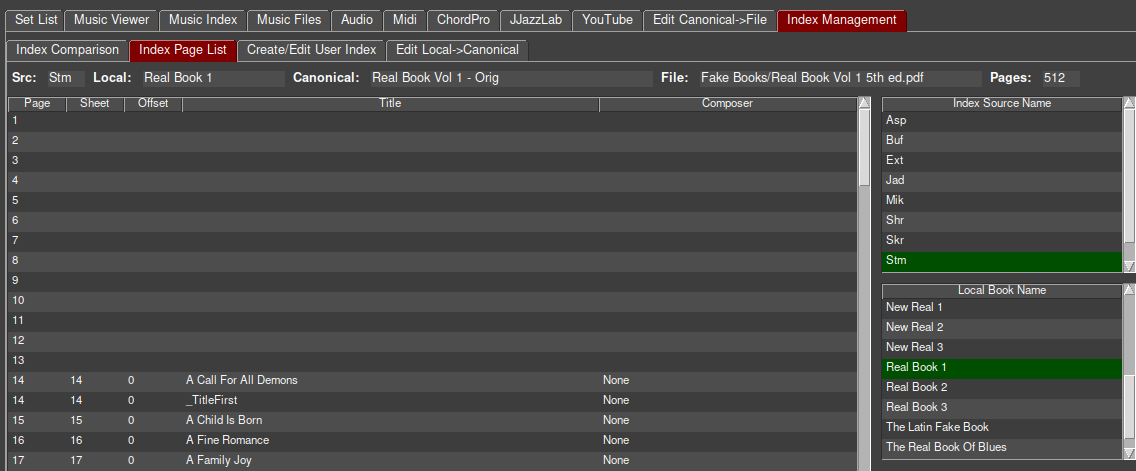 Set List Music Viewer Music Index Music Files Audio Midi ChordPro JJazzLab YouTube Edit Canonical->File Index Management
Index Comparison Index Page List Create/Edit User Index Edit Local->Canonical
Src: Stm Local: Real Book 1 Canonical: Real Book Vol 1 - Orig File: Fake Books/Real Book Vol 1 5th ed.pdf Pages: 512
Page Sheet Offset Title Composer
1
2
3
4
5
6
7
8
9
10
11
12
13
14 14 0 A Call For All Demons None
14 14 0 _TitleFirst None
15 15 0 A Child Is Born None
16 16 0 A Fine Romance None
17 17 0 A Family Joy None
Index Source Name
Asp
Buf
Ext
Jad
Mik
Shr
Skr
Stm
Local Book Name
New Real 1
New Real 2
New Real 3
Real Book 1
Real Book 2
Real Book 3
The Latin Fake Book
The Real Book Of Blues